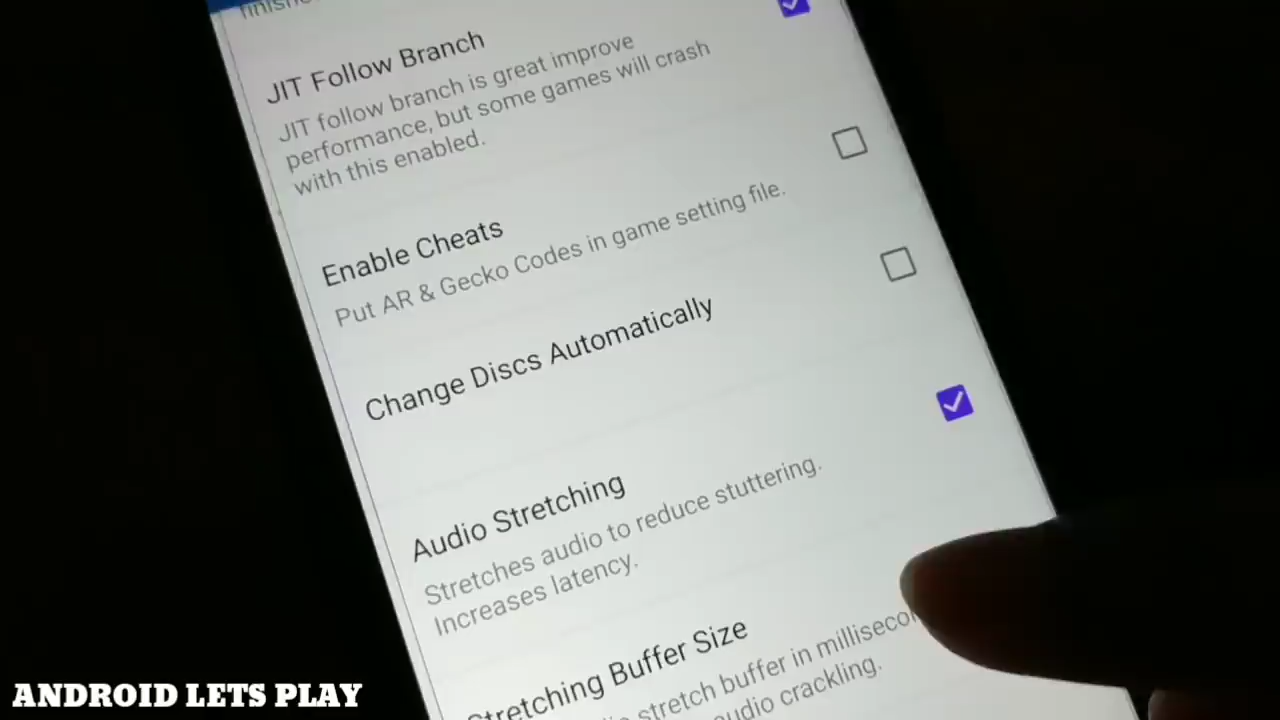 JIT Follow Branch
JIT follow branch is great improve
performance, but some games will crash
with this enabled.
Enable Cheats
Put AR & Gecko Codes in game setting file.
Change Discs Automatically
Audio Stretching
Stretches audio to reduce stuttering.
Increases latency.
Stretching Buffer Size
stretch buffer in
audio crackling.
ANDROID LETS PLAY